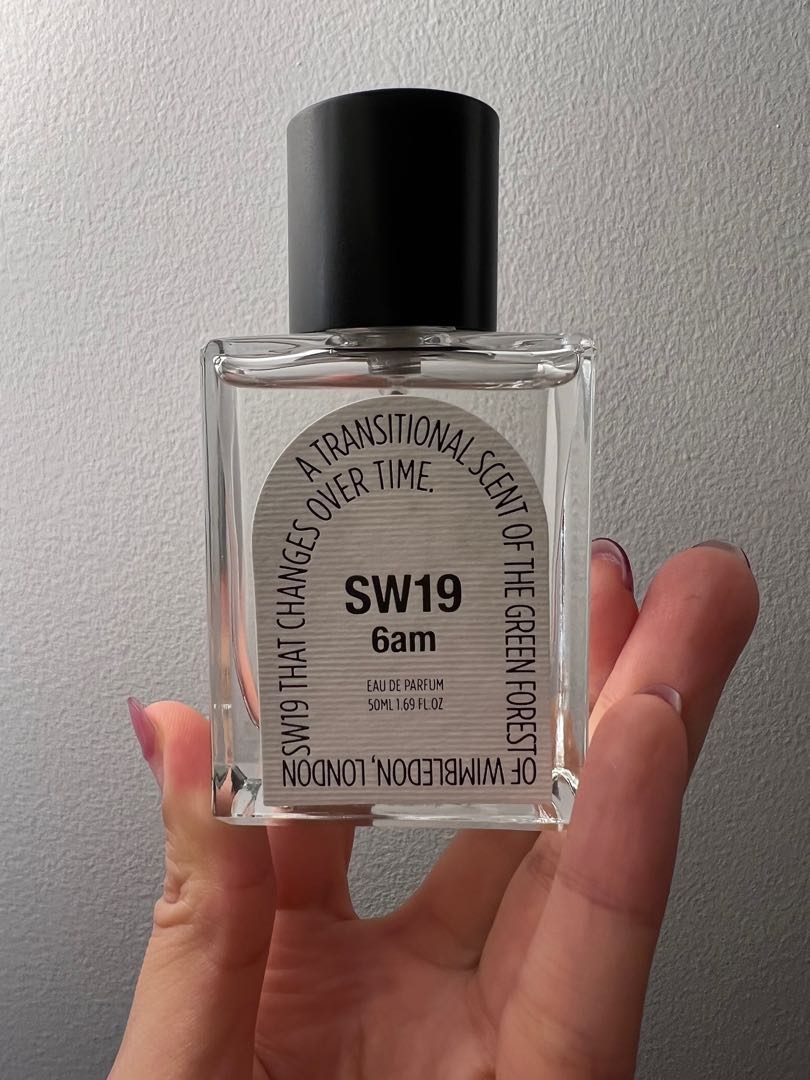 A TRANSITIONAL SCENT OF THE GREEN FOREST
OF WIMBLEDON, LONDON
SW19 THAT CHANGES OVER TIME.
SW19
6am
EAU DE PARFUM
50ML 1.69 FL.OZ